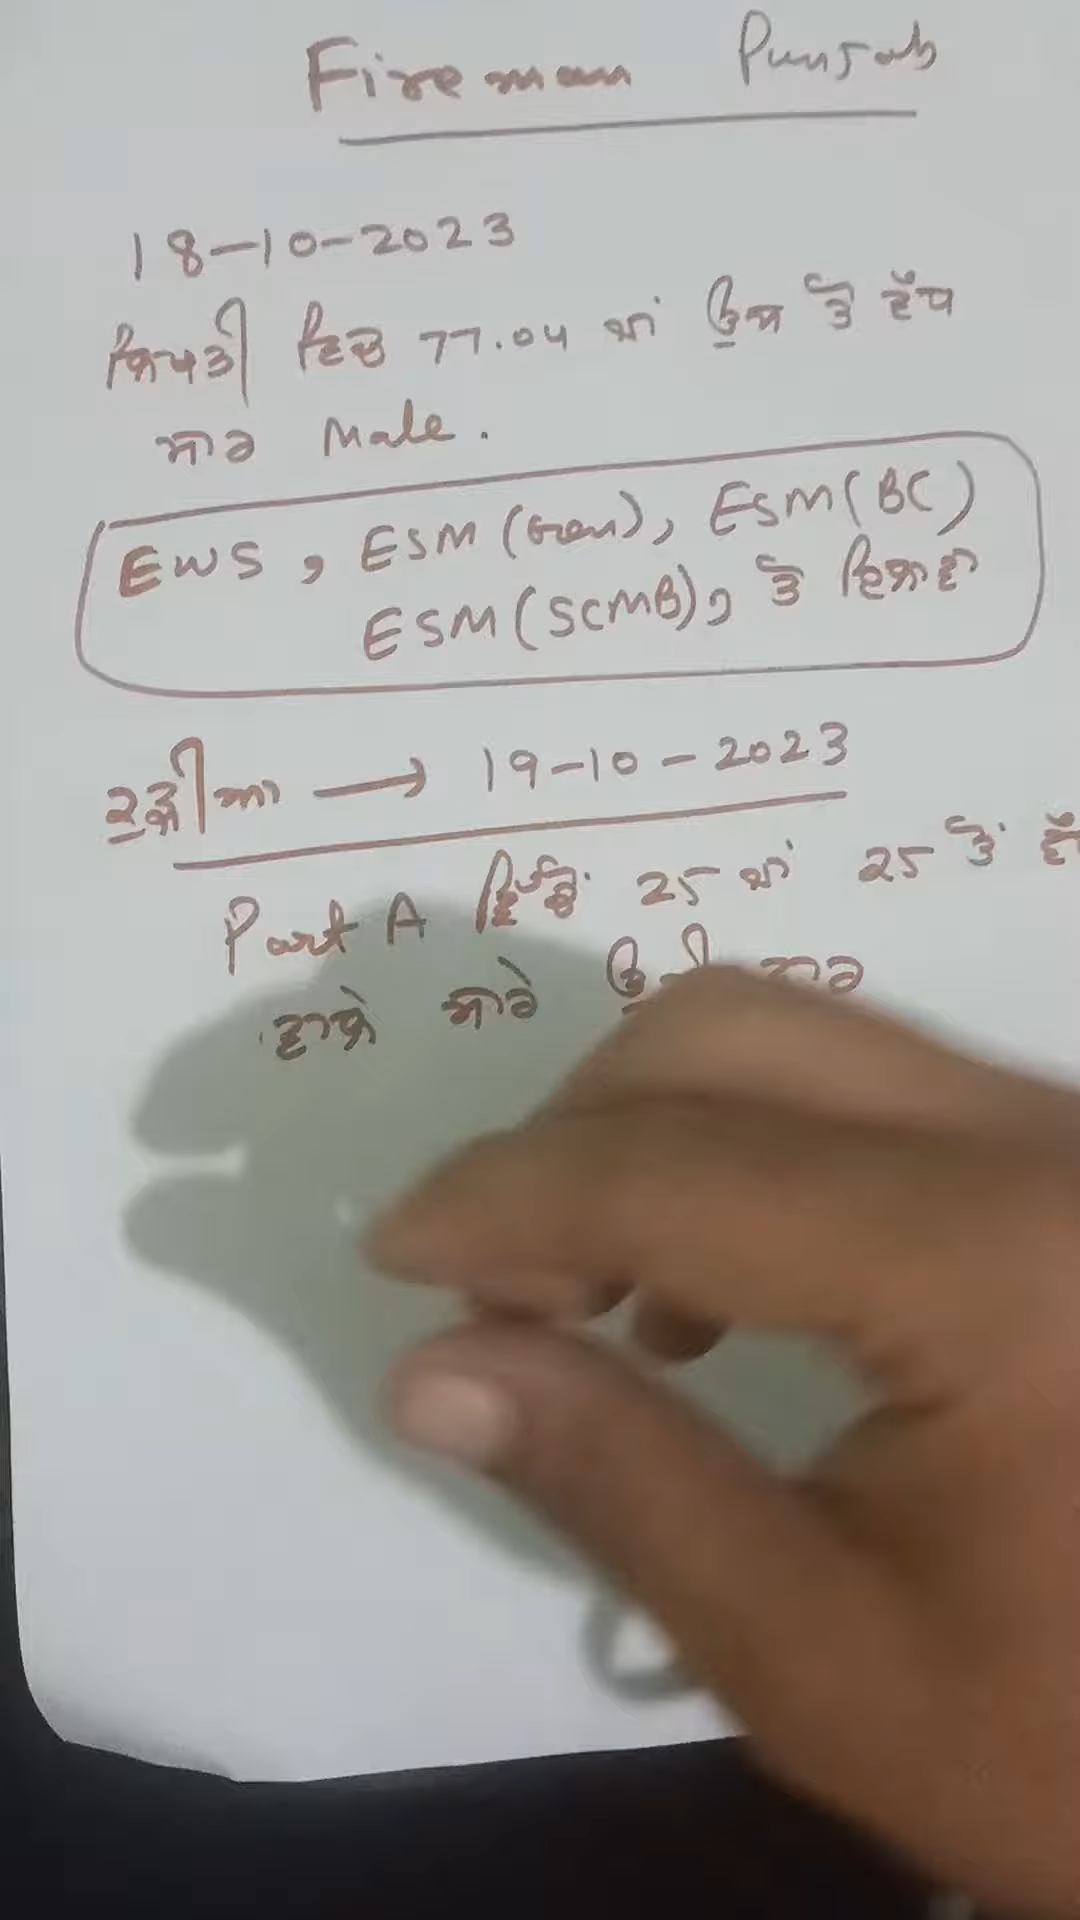 Fireman Punjab
18-10-2023
ਲਿਖਤੀ ਵਿਚ 77.04 ਯਾਂ ਉਸ ਤੋਂ ਵੱਧ
ਸਾਰੇ Male.
EWS, ESM (Gen), ESM (BC)
ESM (SCMB), ਤੋਂ ਇਲਾਵਾ
ਕੁੜੀਆਂ → 19-10-2023
Part A ਵਿੱਚੋਂ 25 ਯਾਂ 25 ਤੋਂ
ਵਾਲੇ ਸਾਰੇ